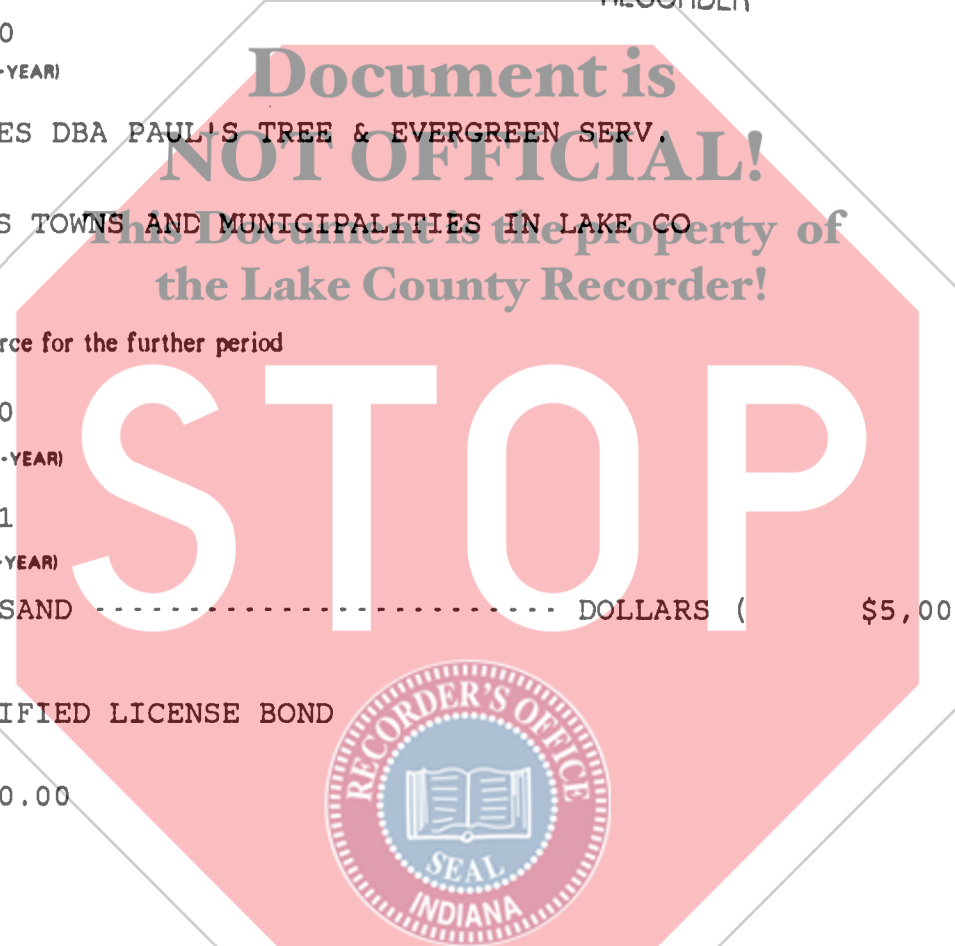 RECORDER
0
-YEAR)
Document is
ES DBA PAUL'S TREE & EVERGREEN SERV.
NOT OFFICIAL!
S TOWNS AND MUNICIPALITIES IN LAKE CO
This Document is the property of
the Lake County Recorder!
rce for the further period
STOP
0
-YEAR)
1
-YEAR)
SAND -------------------------- DOLLARS ( $5,00
IFIED LICENSE BOND
0.00
RECORDER'S OFFICE
SEAL
INDIANA